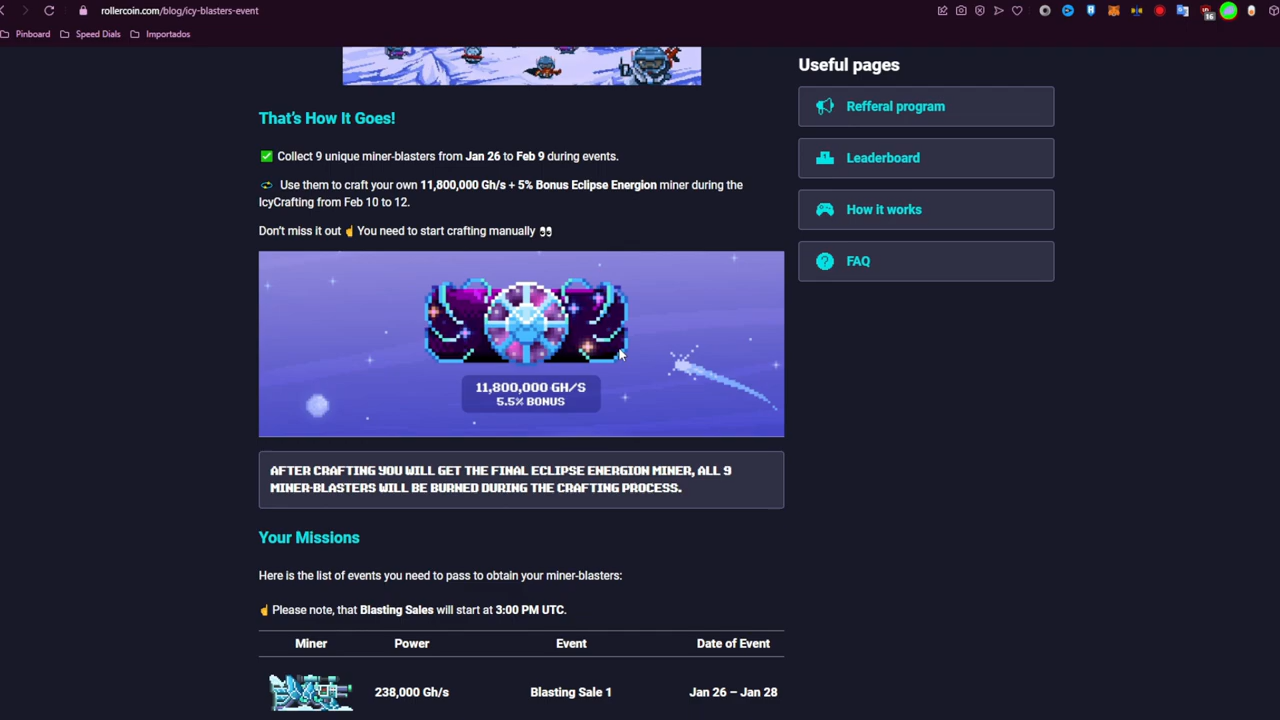 rollercoin.com/blog/icy-blasters-event
16
Pinboard
Speed Dials
Importados
Useful pages
Refferal program
Leaderboard
How it works
FAQ
That's How It Goes!
✅ Collect 9 unique miner-blasters from Jan 26 to Feb 9 during events.
Use them to craft your own 11,800,000 Gh/s + 5% Bonus Eclipse Energion miner during the
IcyCrafting from Feb 10 to 12.
Don't miss it out ☝️You need to start crafting manually 👀
11,800,000 GH/S
5.5% BONUS
AFTER CRAFTING YOU WILL GET THE FINAL ECLIPSE ENERGION MINER, ALL 9
MINER-BLASTERS WILL BE BURNED DURING THE CRAFTING PROCESS.
Your Missions
Here is the list of events you need to pass to obtain your miner-blasters:
☝️Please note, that Blasting Sales will start at 3:00 PM UTC.
Miner Power Event Date of Event
238,000 Gh/s Blasting Sale 1 Jan 26 – Jan 28